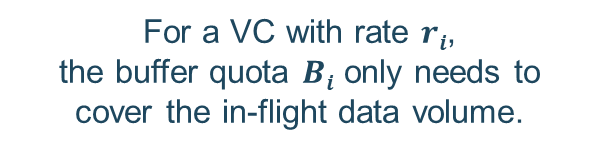 For a VC with rate r_i,
the buffer quota B_i only needs to
cover the in-flight data volume.